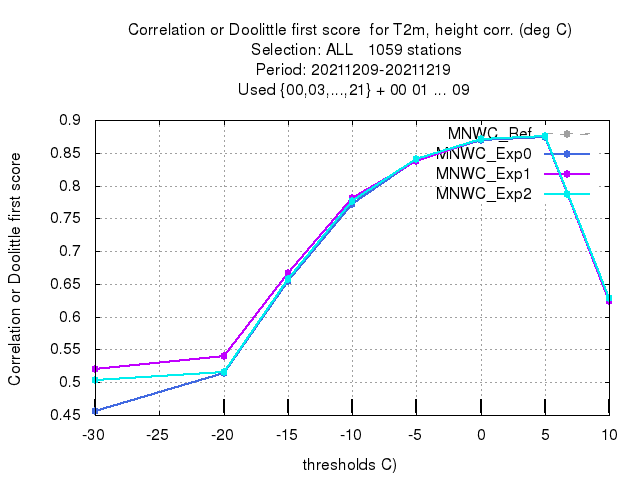 Correlation or Doolittle first score  for T2m, height corr. (deg C)
Selection: ALL   1059 stations
Period: 20211209-20211219
Used {00,03,...,21} + 00 01 ... 09
Correlation or Doolittle first score
0.9
0.85
0.8
0.75
0.7
0.65
0.6
0.55
0.5
0.45
MNWC_Ref
MNWC_Exp0
MNWC_Exp1
MNWC_Exp2
-30 -25 -20 -15 -10 -5 0 5 10
thresholds C)